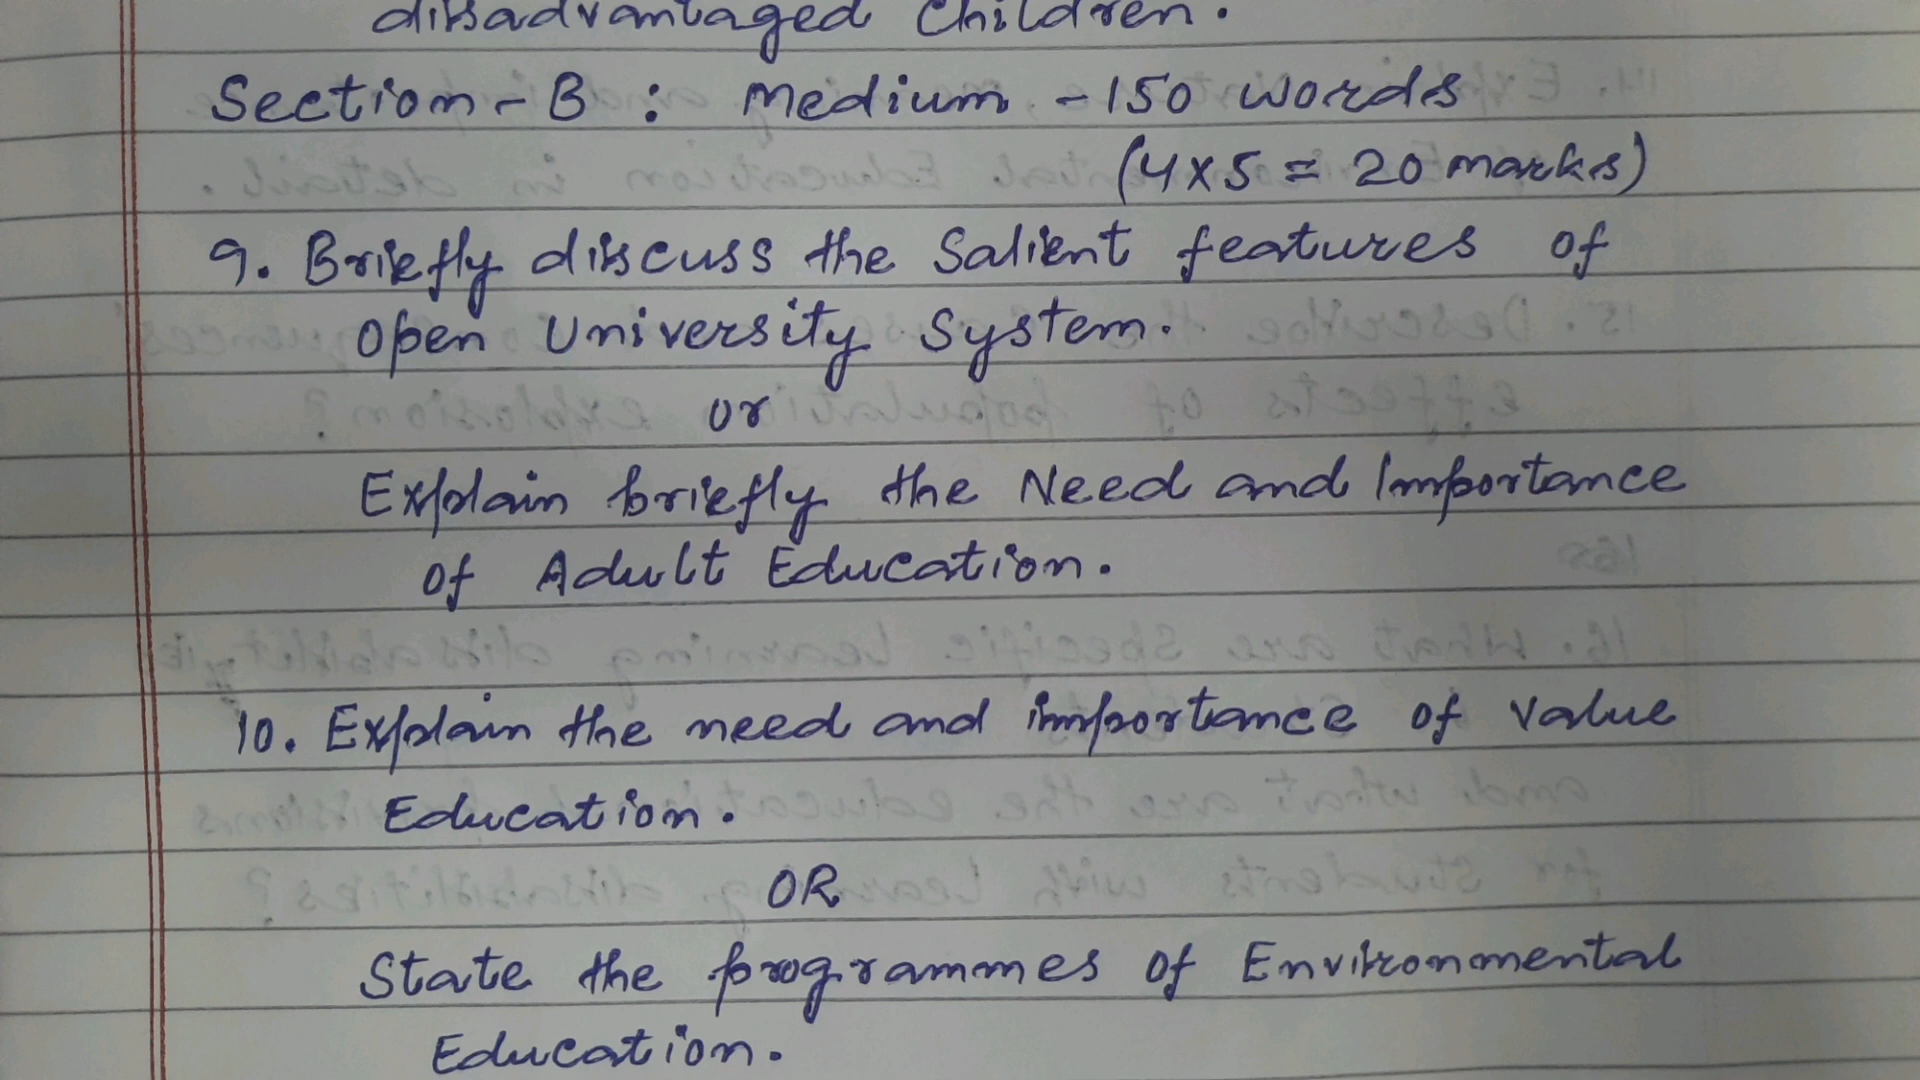 disadvantaged Children.
Section-B : Medium - 150 words
(4x5 = 20 marks)
9. Briefly discuss the Salient features of
Open University System.
or
Explain briefly the Need and Importance
of Adult Education.
10. Explain the need and importance of Value
Education.
OR
State the programmes of Environmental
Education.